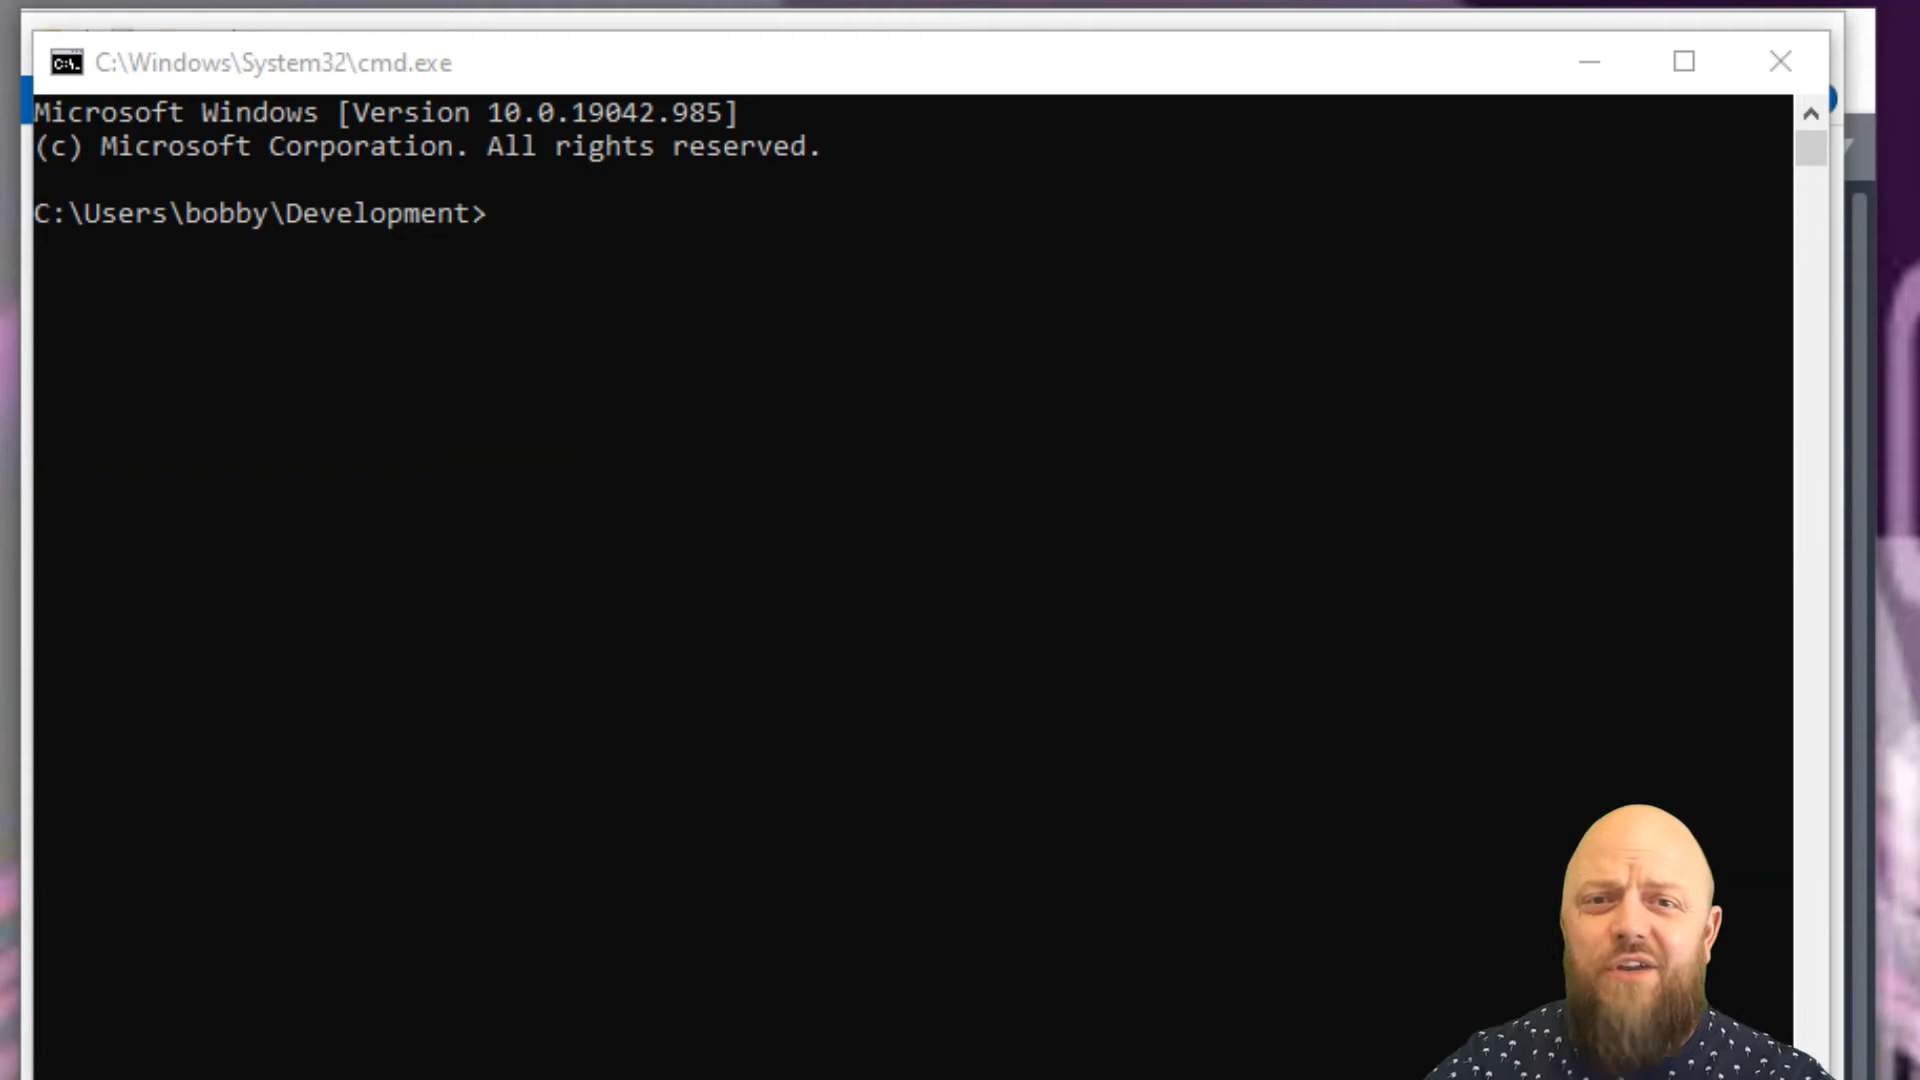 C:\Windows\System32\cmd.exe
Microsoft Windows [Version 10.0.19042.985]
(c) Microsoft Corporation. All rights reserved.
C:\Users\bobby\Development>